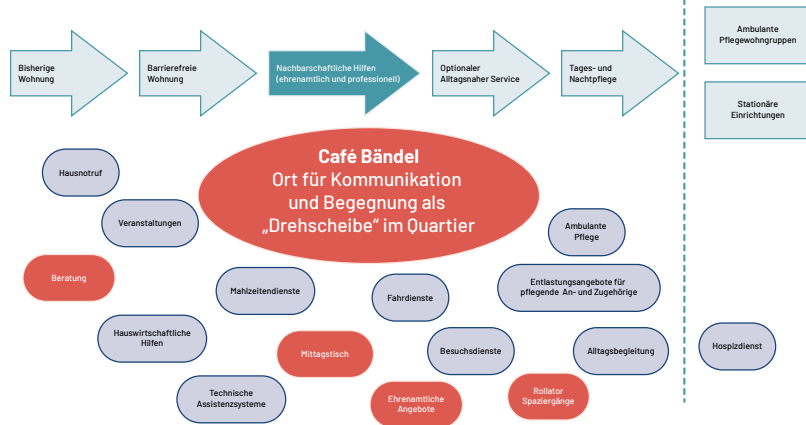 Bisherige
Wohnung
Barrierefreie
Wohnung
Nachbarschaftliche Hilfen
(ehrenamtlich und professionell)
Optionaler
Alltagsnaher Service
Tages- und
Nachtpflege
Ambulante
Pflegewohngruppen
Stationäre
Einrichtungen
Café Bändel
Ort für Kommunikation
und Begegnung als
„Drehscheibe“ im Quartier
Hausnotruf
Veranstaltungen
Ambulante
Pflege
Beratung
Mahlzeitendienste
Fahrdienste
Entlastungsangebote für
pflegende An- und Zugehörige
Hauswirtschaftliche
Hilfen
Mittagstisch
Besuchsdienste
Alltagsbegleitung
Hospizdienst
Technische
Assistenzsysteme
Ehrenamtliche
Angebote
Rollator
Spaziergänge